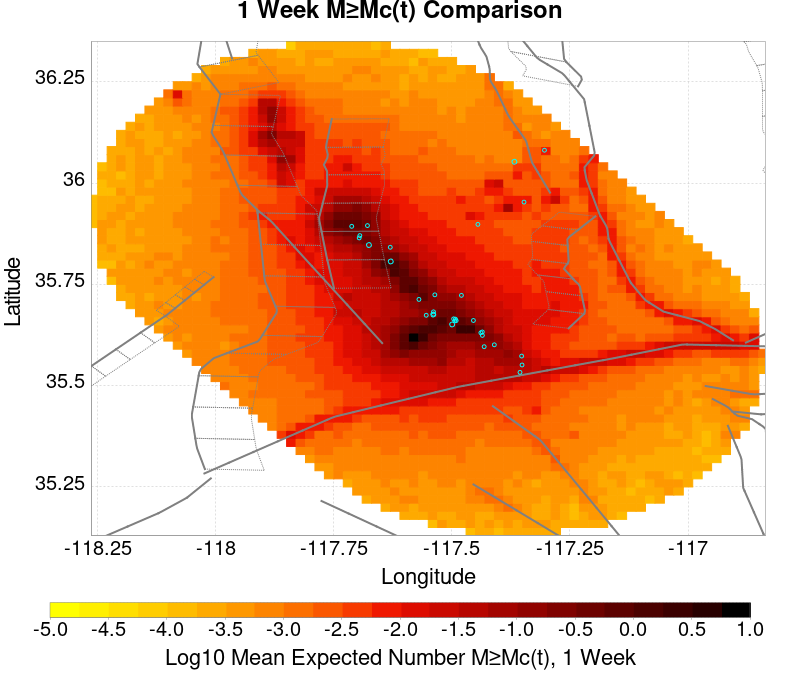 1 Week M≥Mc(t) Comparison
36.25
36
35.75
35.5
35.25
Latitude
-118.25 -118 -117.75 -117.5 -117.25 -117
Longitude
-5.0 -4.5 -4.0 -3.5 -3.0 -2.5 -2.0 -1.5 -1.0 -0.5 0.0 0.5 1.0
Log10 Mean Expected Number M≥Mc(t), 1 Week